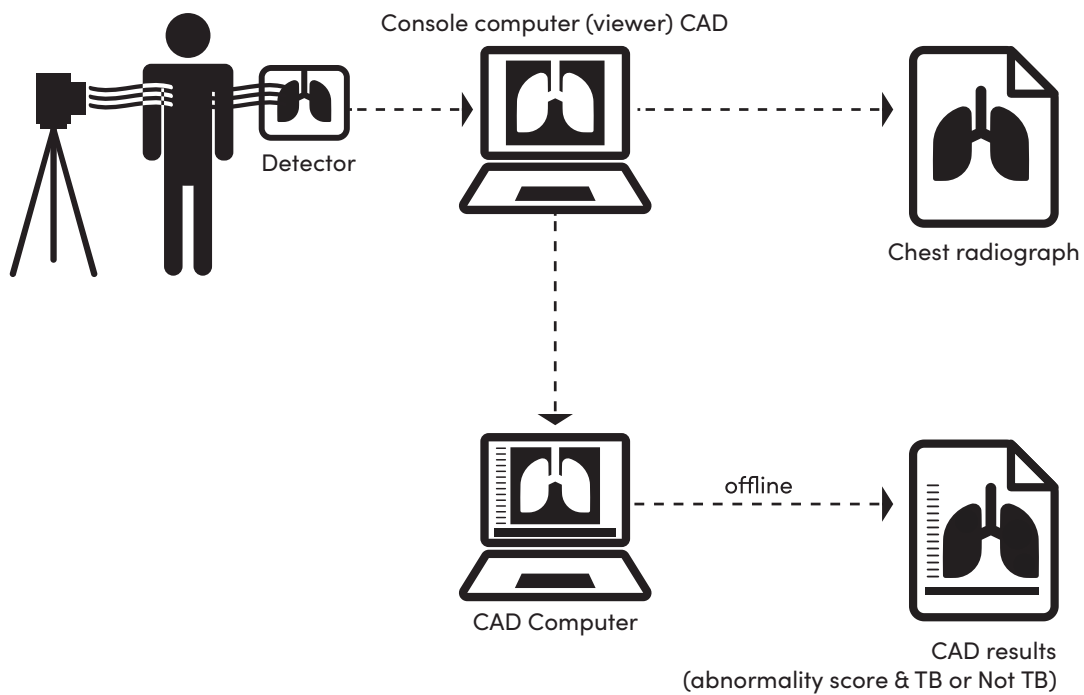 Console computer (viewer) CAD
Detector
Chest radiograph
offline
CAD Computer
CAD results
(abnormality score & TB or Not TB)